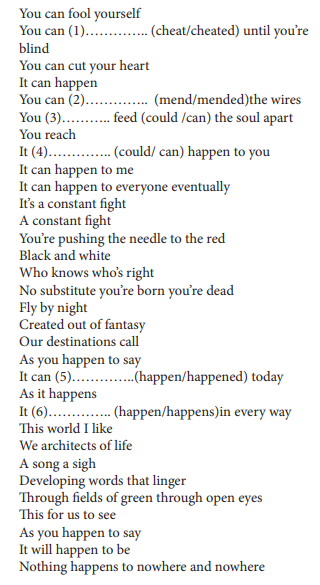 You can fool yourself
You can (1)………….. (cheat/cheated) until you're
blind
You can cut your heart
It can happen
You can (2)………….. (mend/mended)the wires
You (3)……….. feed (could /can) the soul apart
You reach
It (4)………….. (could/ can) happen to you
It can happen to me
It can happen to everyone eventually
It's a constant fight
A constant fight
You're pushing the needle to the red
Black and white
Who knows who's right
No substitute you're born you're dead
Fly by night
Created out of fantasy
Our destinations call
As you happen to say
It can (5)…………..(happen/happened) today
As it happens
It (6)………….. (happen/happens)in every way
This world I like
We architects of life
A song a sigh
Developing words that linger
Through fields of green through open eyes
This for us to see
As you happen to say
It will happen to be
Nothing happens to nowhere and nowhere